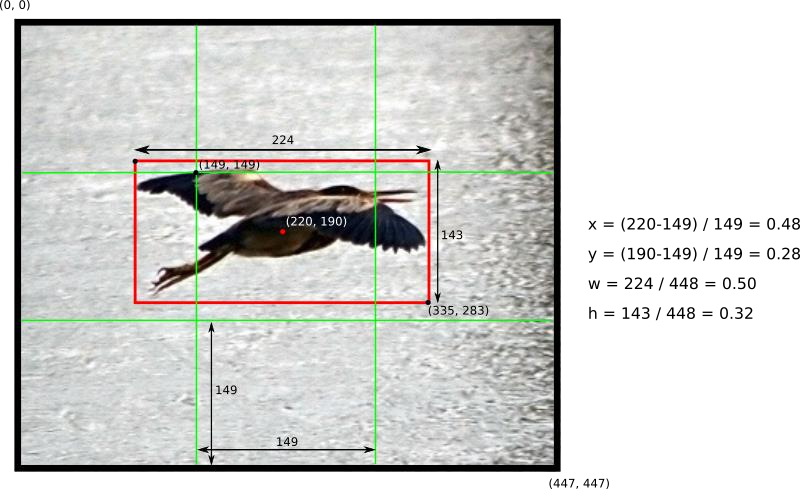 (0, 0)
224
(149, 149)
(220, 190)
143
(335, 283)
149
149
(447, 447)
x = (220-149) / 149 = 0.48
y = (190-149) / 149 = 0.28
w = 224 / 448 = 0.50
h = 143 / 448 = 0.32